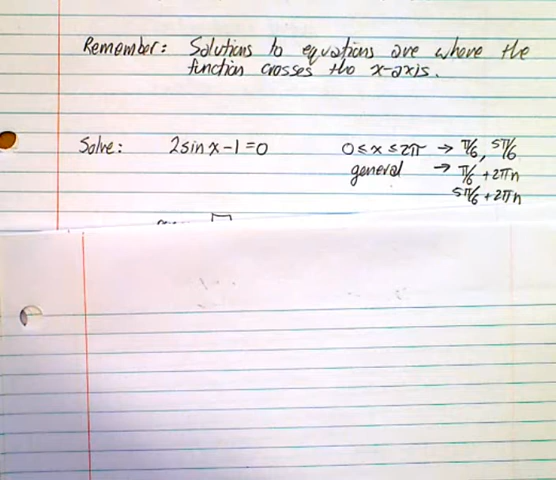 Remember: Solutions to equations are where the
function crosses the x-axis.
Solve: 2sin x - 1 = 0 0 ≤ x ≤ 2π → π/6, 5π/6
general → π/6 + 2πn
5π/6 + 2πn